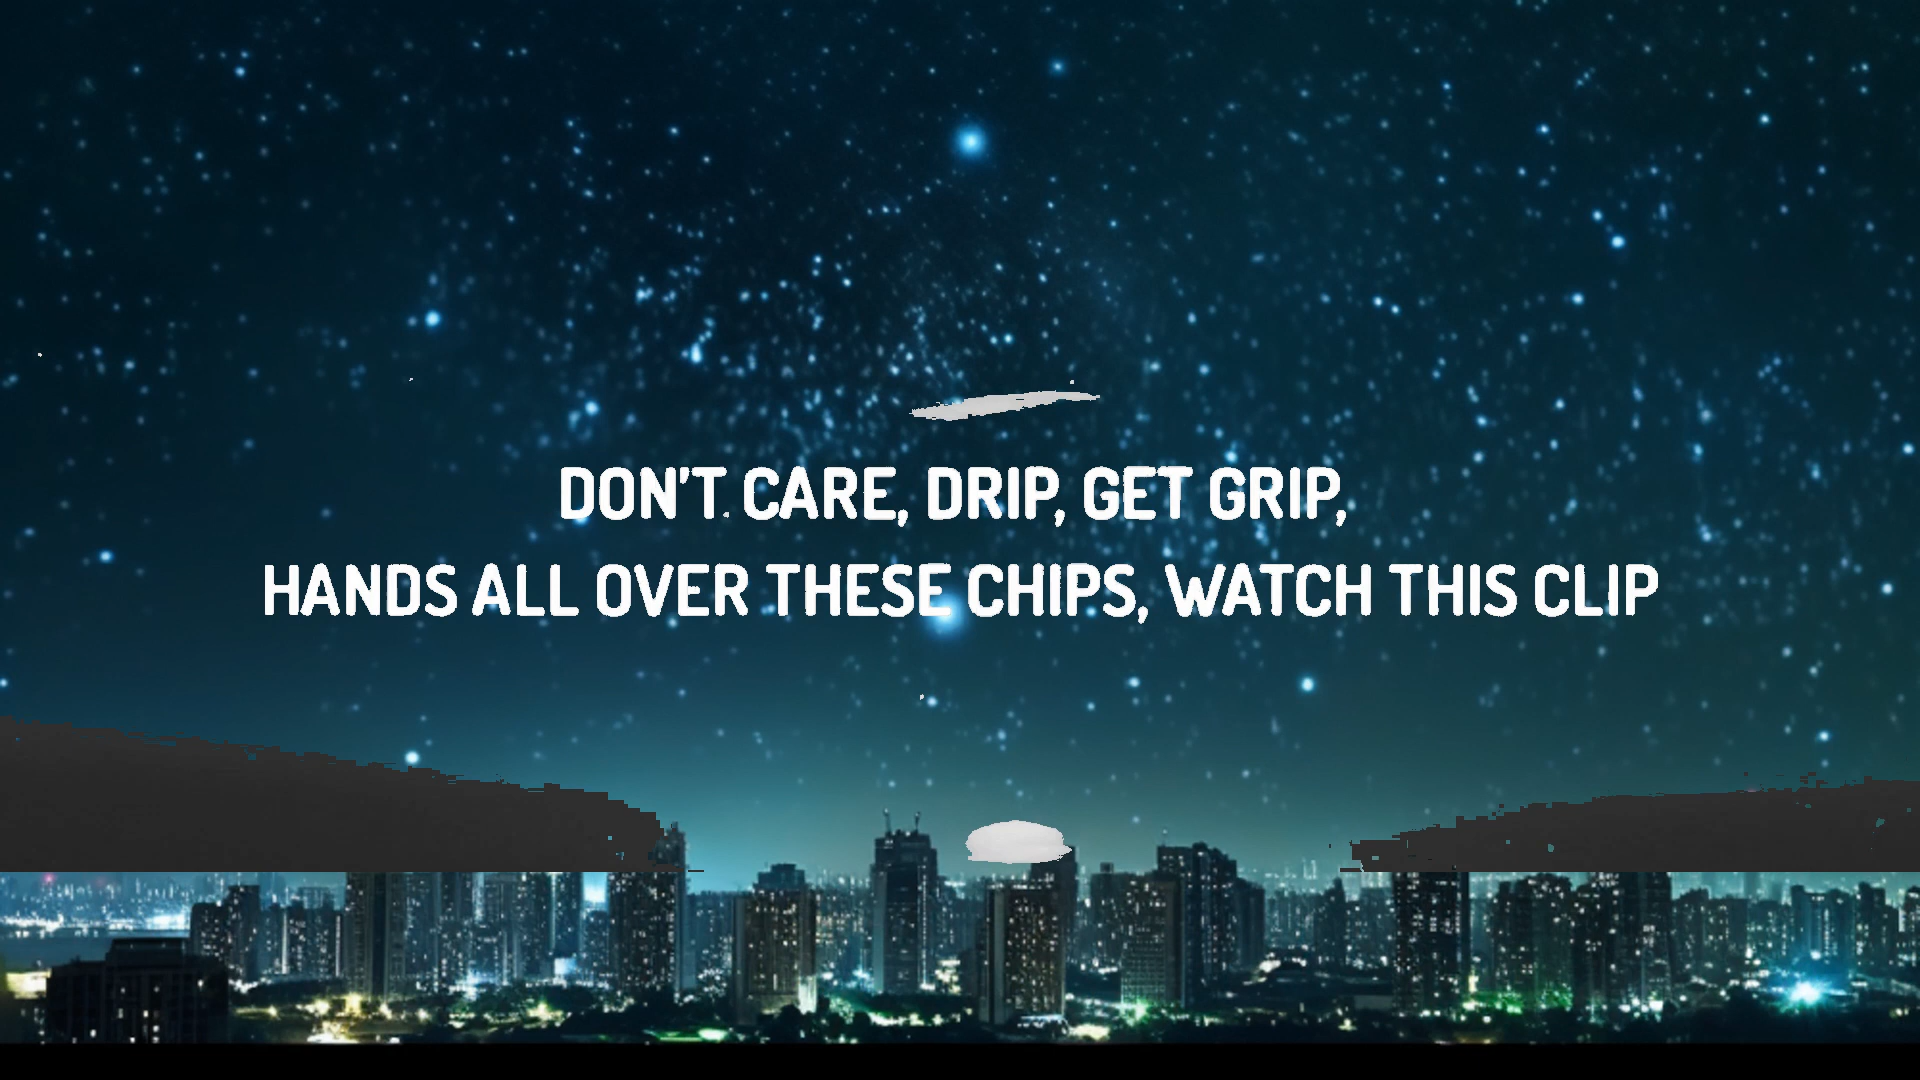 DON'T CARE, DRIP, GET GRIP,
HANDS ALL OVER THESE CHIPS, WATCH THIS CLIP